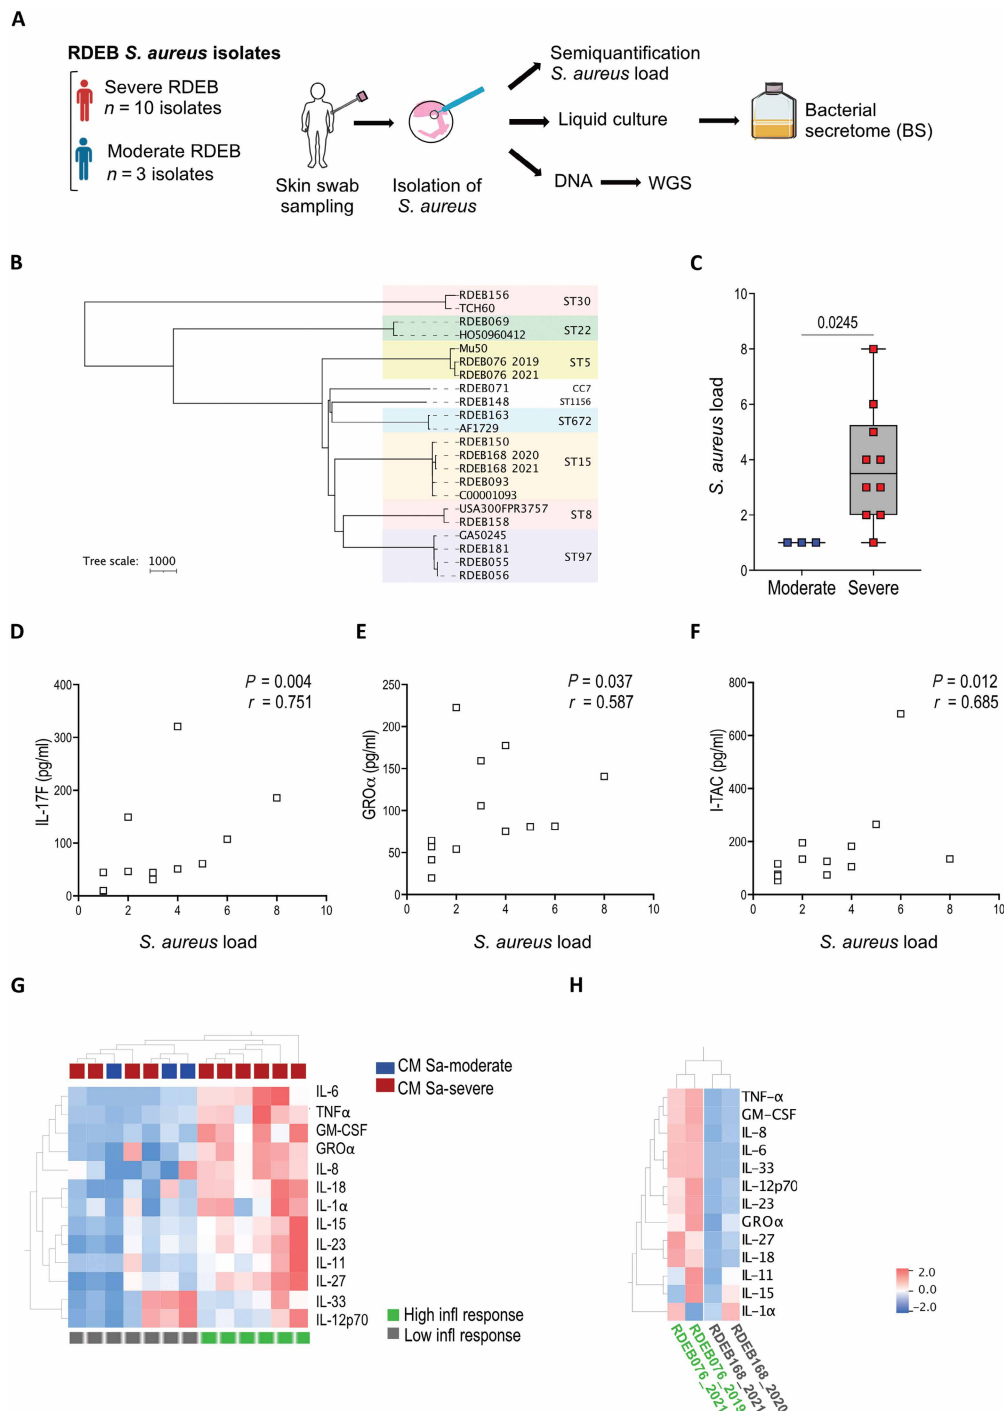 A
RDEB S. aureus isolates
Severe RDEB
n = 10 isolates
Moderate RDEB
n = 3 isolates
Skin swab
sampling
Isolation of
S. aureus
Semiquantification
S. aureus load
Liquid culture
DNA
WGS
Bacterial
secretome (BS)
B
RDEB156
TCH60
ST30
RDEB069
HO50960412
ST22
Mu50
RDEB076 2019
RDEB076 2021
ST5
RDEB071
CC7
RDEB148
ST1156
RDEB163
AF1729
ST672
RDEB150
RDEB168 2020
RDEB168 2021
RDEB093
C00001093
ST15
USA300FPR3757
RDEB158
ST8
GA50245
RDEB181
RDEB055
RDEB056
ST97
Tree scale: 1000
C
0.0245
S. aureus load
10
8
6
4
2
0
Moderate
Severe
D
P = 0.004
r = 0.751
IL-17F (pg/ml)
400
300
200
100
0
0 2 4 6 8 10
S. aureus load
E
P = 0.037
r = 0.587
GROα (pg/ml)
250
200
150
100
50
0
0 2 4 6 8 10
S. aureus load
F
P = 0.012
r = 0.685
I-TAC (pg/ml)
800
600
400
200
0
0 2 4 6 8 10
S. aureus load
G
CM Sa-moderate
CM Sa-severe
IL-6
TNFα
GM-CSF
GROα
IL-8
IL-18
IL-1α
IL-15
IL-23
IL-11
IL-27
IL-33
IL-12p70
High infl response
Low infl response
H
TNF-α
GM-CSF
IL-8
IL-6
IL-33
IL-12p70
IL-23
GROα
IL-27
IL-18
IL-11
IL-15
IL-1α
RDEB076_2021
RDEB076_2019
RDEB168_2021
RDEB168_2020
2.0
0.0
-2.0